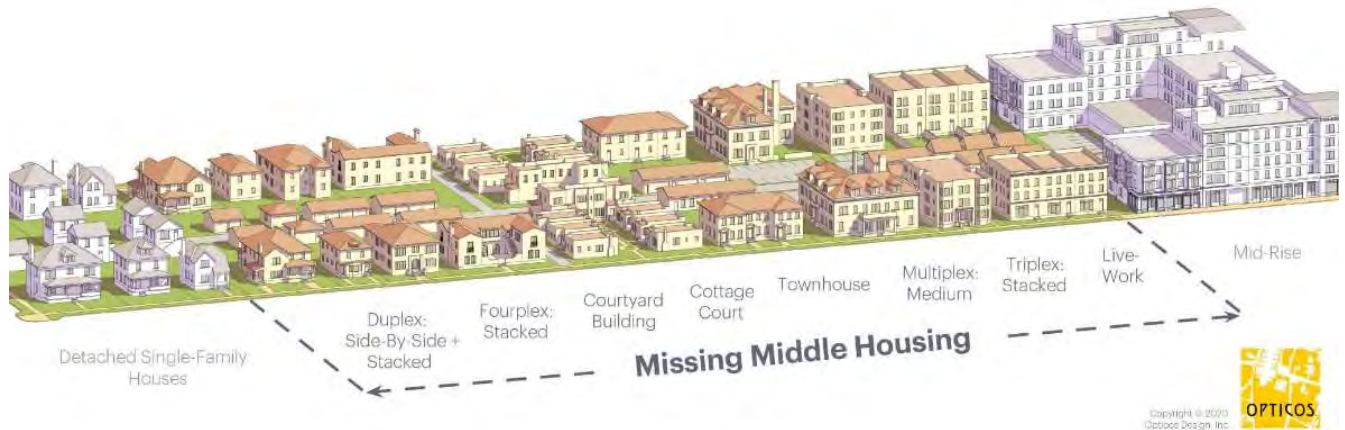 Detached Single-Family
Houses
Duplex:
Side-By-Side +
Stacked
Fourplex:
Stacked
Courtyard
Building
Cottage
Court
Townhouse
Multiplex:
Medium
Triplex:
Stacked
Live-
Work
Mid-Rise
Missing Middle Housing
Copyright © 2020
Opticos Design, Inc.
OPTICOS